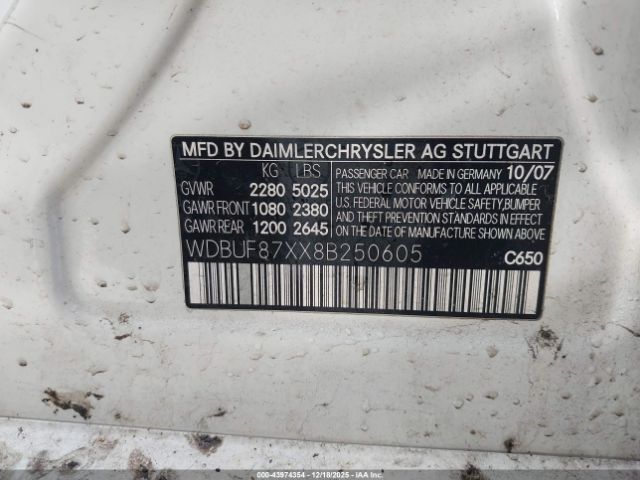 MFD BY DAIMLERCHRYSLER AG STUTTGART
KG LBS
GVWR 2280 5025
GAWR FRONT 1080 2380
GAWR REAR 1200 2645
PASSENGER CAR MADE IN GERMANY 10/07
THIS VEHICLE CONFORMS TO ALL APPLICABLE
U.S. FEDERAL MOTOR VEHICLE SAFETY, BUMPER,
AND THEFT PREVENTION STANDARDS IN EFFECT
ON THE DATE OF MANUFACTURE SHOWN ABOVE.
WDBUF87XX8B250605 C650
00-43974354 | 12/18/2025 - IAA Inc.